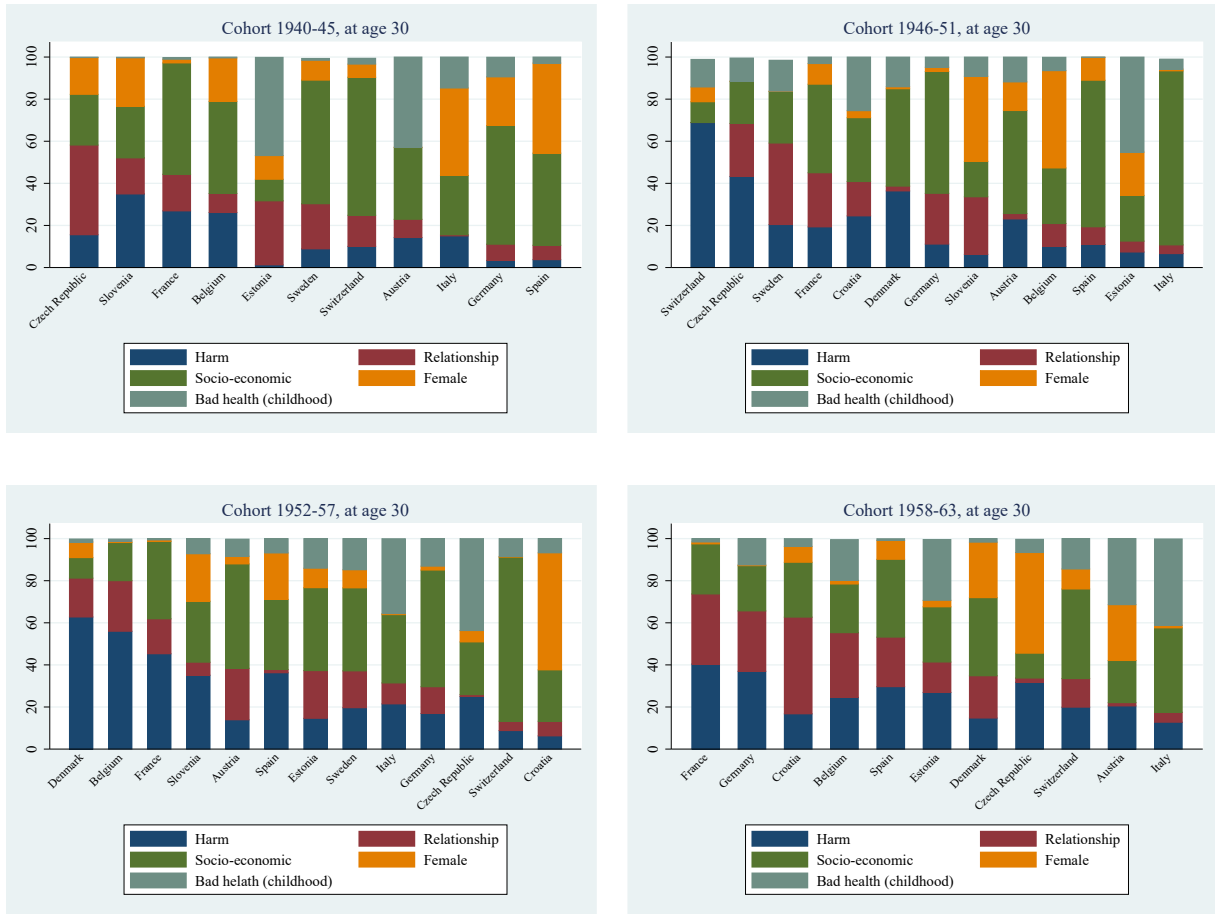 Cohort 1940-45, at age 30
100
80
60
40
20
0
Czech Republic
Slovenia
France
Belgium
Estonia
Sweden
Switzerland
Austria
Italy
Germany
Spain
Harm
Relationship
Socio-economic
Female
Bad health (childhood)
Cohort 1946-51, at age 30
100
80
60
40
20
0
Switzerland
Czech Republic
Sweden
France
Croatia
Denmark
Germany
Slovenia
Austria
Belgium
Spain
Estonia
Italy
Harm
Relationship
Socio-economic
Female
Bad health (childhood)
Cohort 1952-57, at age 30
100
80
60
40
20
0
Denmark
Belgium
France
Slovenia
Austria
Spain
Estonia
Sweden
Italy
Germany
Czech Republic
Switzerland
Croatia
Harm
Relationship
Socio-economic
Female
Bad helath (childhood)
Cohort 1958-63, at age 30
100
80
60
40
20
0
France
Germany
Croatia
Belgium
Spain
Estonia
Denmark
Czech Republic
Switzerland
Austria
Italy
Harm
Relationship
Socio-economic
Female
Bad health (childhood)